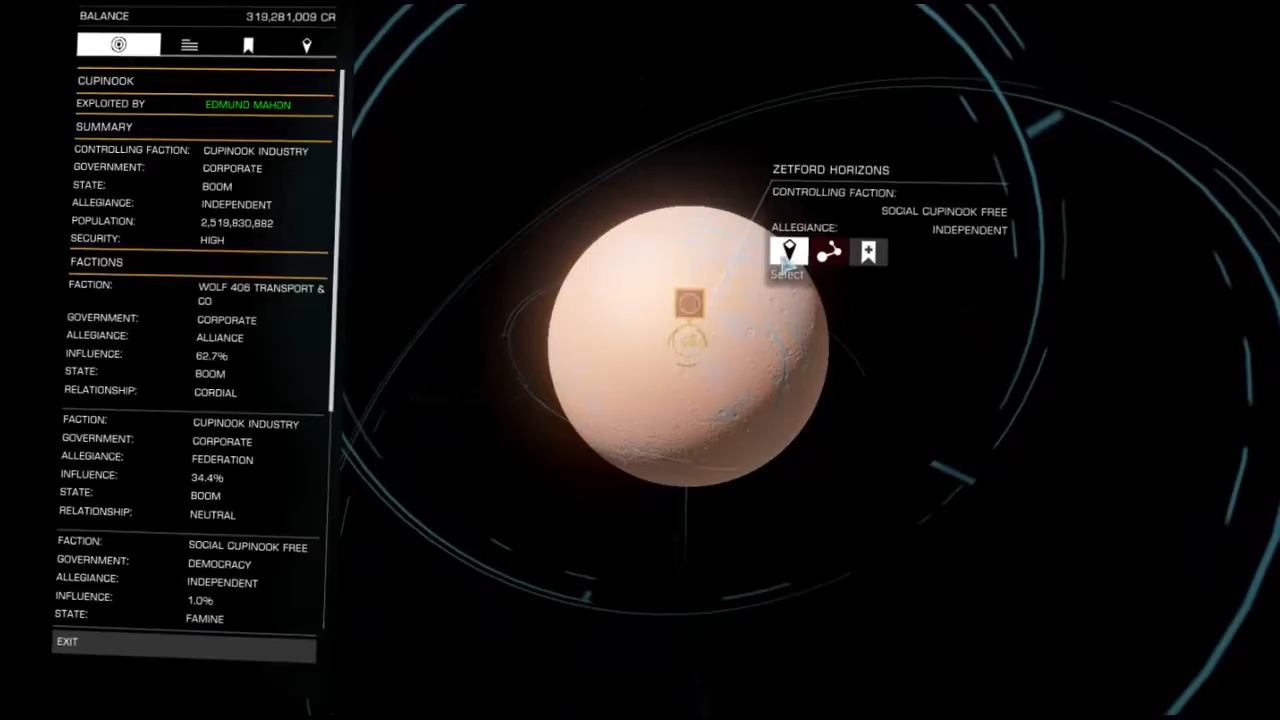 BALANCE 319,281,009 CR
CUPINOOK
EXPLOITED BY EDMUND MAHON
SUMMARY
CONTROLLING FACTION: CUPINOOK INDUSTRY
GOVERNMENT: CORPORATE
STATE: BOOM
ALLEGIANCE: INDEPENDENT
POPULATION: 2,519,830,882
SECURITY: HIGH
FACTIONS
FACTION: WOLF 406 TRANSPORT &
CO
GOVERNMENT: CORPORATE
ALLEGIANCE: ALLIANCE
INFLUENCE: 62.7%
STATE: BOOM
RELATIONSHIP: CORDIAL
FACTION: CUPINOOK INDUSTRY
GOVERNMENT: CORPORATE
ALLEGIANCE: FEDERATION
INFLUENCE: 34.4%
STATE: BOOM
RELATIONSHIP: NEUTRAL
FACTION: SOCIAL CUPINOOK FREE
GOVERNMENT: DEMOCRACY
ALLEGIANCE: INDEPENDENT
INFLUENCE: 1.0%
STATE: FAMINE
EXIT
ZETFORD HORIZONS
CONTROLLING FACTION:
SOCIAL CUPINOOK FREE
ALLEGIANCE: INDEPENDENT
Select